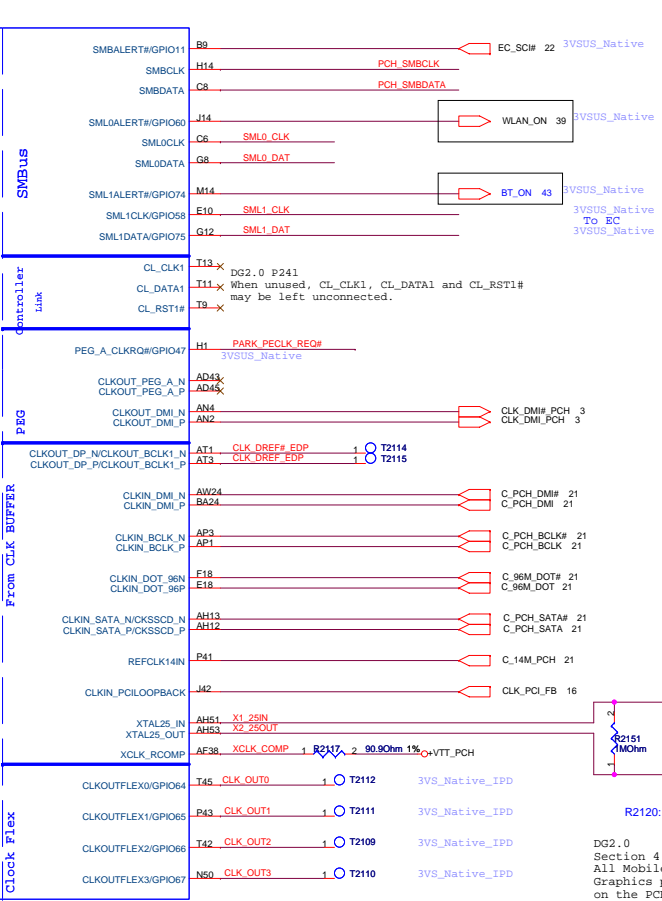 SMBus
SMBALERT#/GPIO11 B9 EC_SCI# 22 3VSUS_Native
SMBCLK H14 PCH_SMBCLK
SMBDATA C8 PCH_SMBDATA
SML0ALERT#/GPIO60 J14 WLAN_ON 39 3VSUS_Native
SML0CLK C6 SML0_CLK
SML0DATA G8 SML0_DAT
SML1ALERT#/GPIO74 M14 BT_ON 43 3VSUS_Native
SML1CLK/GPIO58 E10 SML1_CLK 3VSUS_Native
To EC
SML1DATA/GPIO75 G12 SML1_DAT 3VSUS_Native
Controller
Link
CL_CLK1 T13
CL_DATA1 T11
CL_RST1# T9
DG2.0 P241
When unused, CL_CLK1, CL_DATA1 and CL_RST1#
may be left unconnected.
PEG
PEG_A_CLKRQ#/GPIO47 H1 PARK_PECLK_REQ#
3VSUS_Native
CLKOUT_PEG_A_N AD43
CLKOUT_PEG_A_P AD45
CLKOUT_DMI_N AN4 CLK_DMI#_PCH 3
CLKOUT_DMI_P AN2 CLK_DMI_PCH 3
From CLK BUFFER
CLKOUT_DP_N/CLKOUT_BCLK1_N AT1 CLK_DREF#_EDP 1 T2114
CLKOUT_DP_P/CLKOUT_BCLK1_P AT3 CLK_DREF_EDP 1 T2115
CLKIN_DMI_N AW24 C_PCH_DMI# 21
CLKIN_DMI_P BA24 C_PCH_DMI 21
CLKIN_BCLK_N AP3 C_PCH_BCLK# 21
CLKIN_BCLK_P AP1 C_PCH_BCLK 21
CLKIN_DOT_96N F18 C_96M_DOT# 21
CLKIN_DOT_96P E18 C_96M_DOT 21
CLKIN_SATA_N/CKSSCD_N AH13 C_PCH_SATA# 21
CLKIN_SATA_P/CKSSCD_P AH12 C_PCH_SATA 21
REFCLK14IN P41 C_14M_PCH 21
CLKIN_PCILOOPBACK J42 CLK_PCI_FB 16
XTAL25_IN AH51 X1_25IN
XTAL25_OUT AH53 X2_25OUT
XCLK_RCOMP AF38 XCLK_COMP 1 R2117 2 90.9Ohm 1% +VTT_PCH
2
R2151
1MOhm
1
Clock Flex
CLKOUTFLEX0/GPIO64 T45 CLK_OUT0 1 T2112 3VS_Native_IPD
CLKOUTFLEX1/GPIO65 P43 CLK_OUT1 1 T2111 3VS_Native_IPD
CLKOUTFLEX2/GPIO66 T42 CLK_OUT2 1 T2109 3VS_Native_IPD
CLKOUTFLEX3/GPIO67 N50 CLK_OUT3 1 T2110 3VS_Native_IPD
R2120:
DG2.0
Section 4
All Mobile
Graphics p
on the PCH